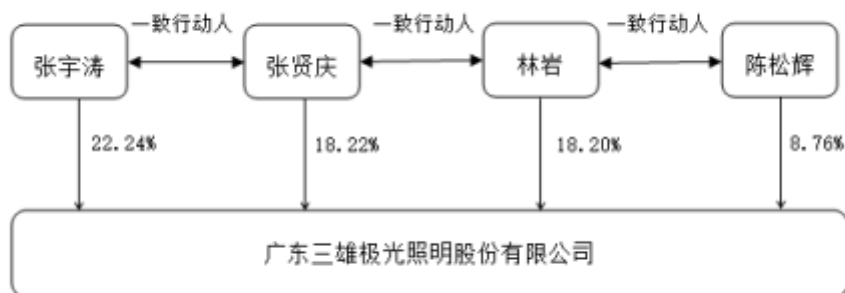 一致行动人 一致行动人 一致行动人
张宇涛 张贤庆 林岩 陈松辉
22.24% 18.22% 18.20% 8.76%
广东三雄极光照明股份有限公司